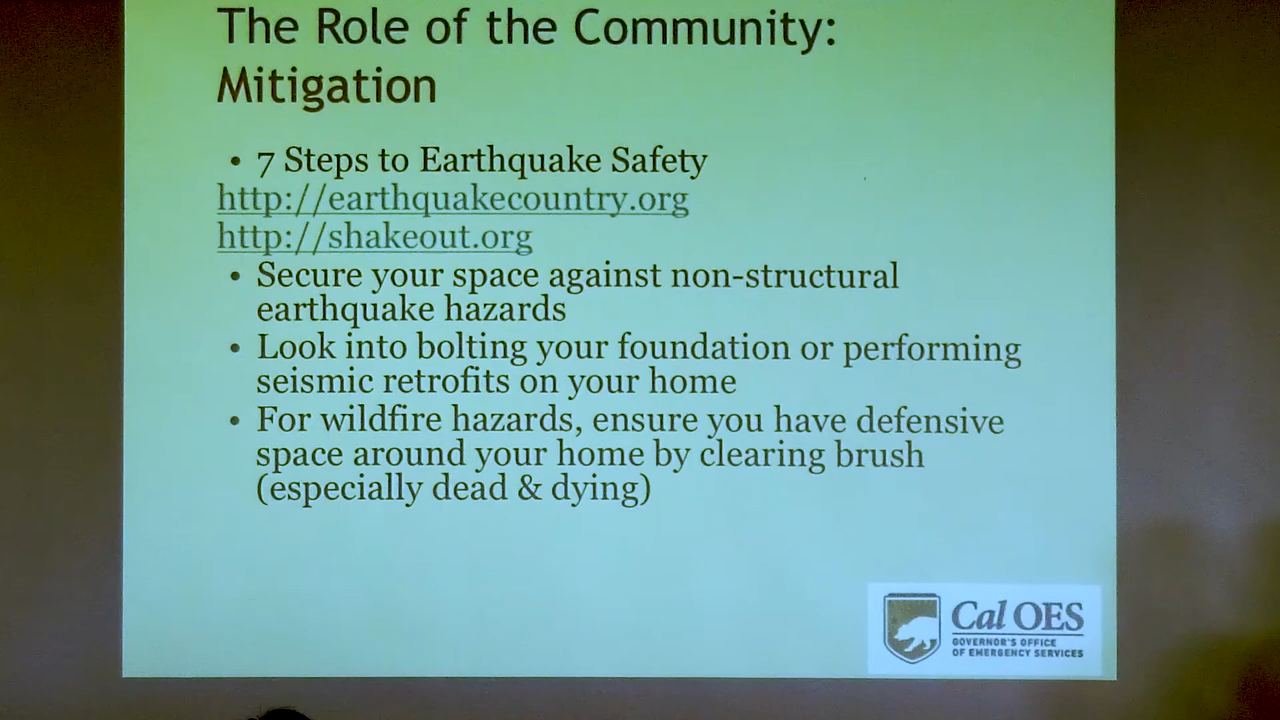 The Role of the Community:
Mitigation
• 7 Steps to Earthquake Safety
http://earthquakecountry.org
http://shakeout.org
• Secure your space against non-structural
earthquake hazards
• Look into bolting your foundation or performing
seismic retrofits on your home
• For wildfire hazards, ensure you have defensive
space around your home by clearing brush
(especially dead & dying)
Cal OES
GOVERNOR'S OFFICE
OF EMERGENCY SERVICES